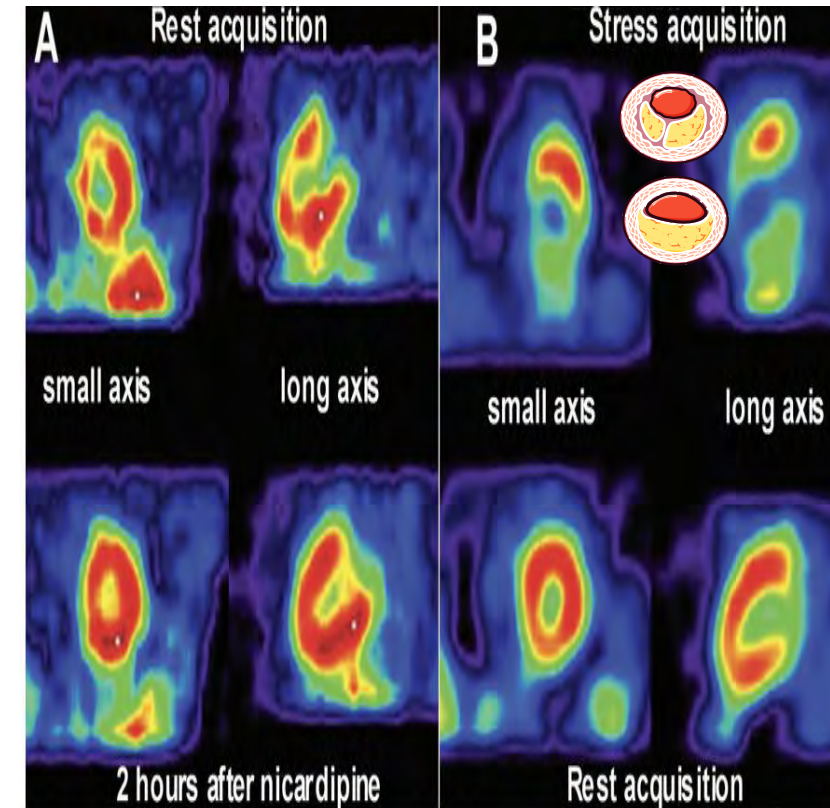 A
Rest acquisition
B
Stress acquisition
small axis
long axis
small axis
long axis
2 hours after nicardipine
Rest acquisition